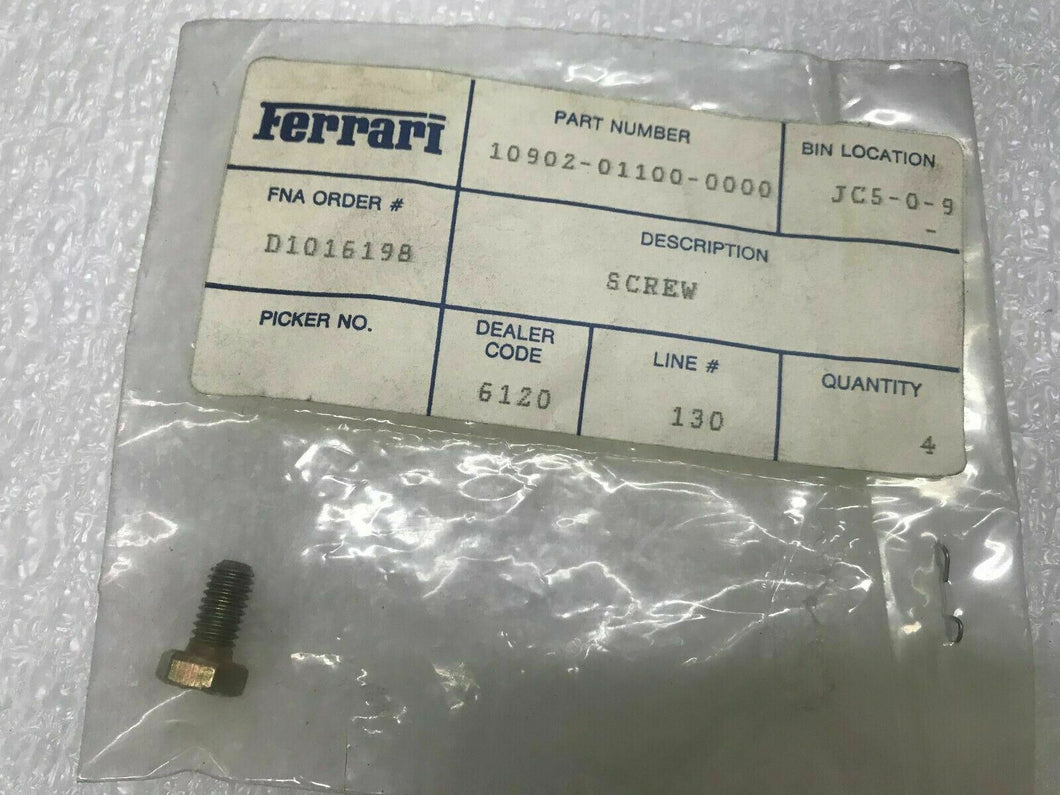 Ferrari
PART NUMBER
10902-01100-0000
BIN LOCATION
JC5-0-9
-
FNA ORDER #
D1016198
DESCRIPTION
SCREW
PICKER NO.
DEALER
CODE
6120
LINE #
130
QUANTITY
4